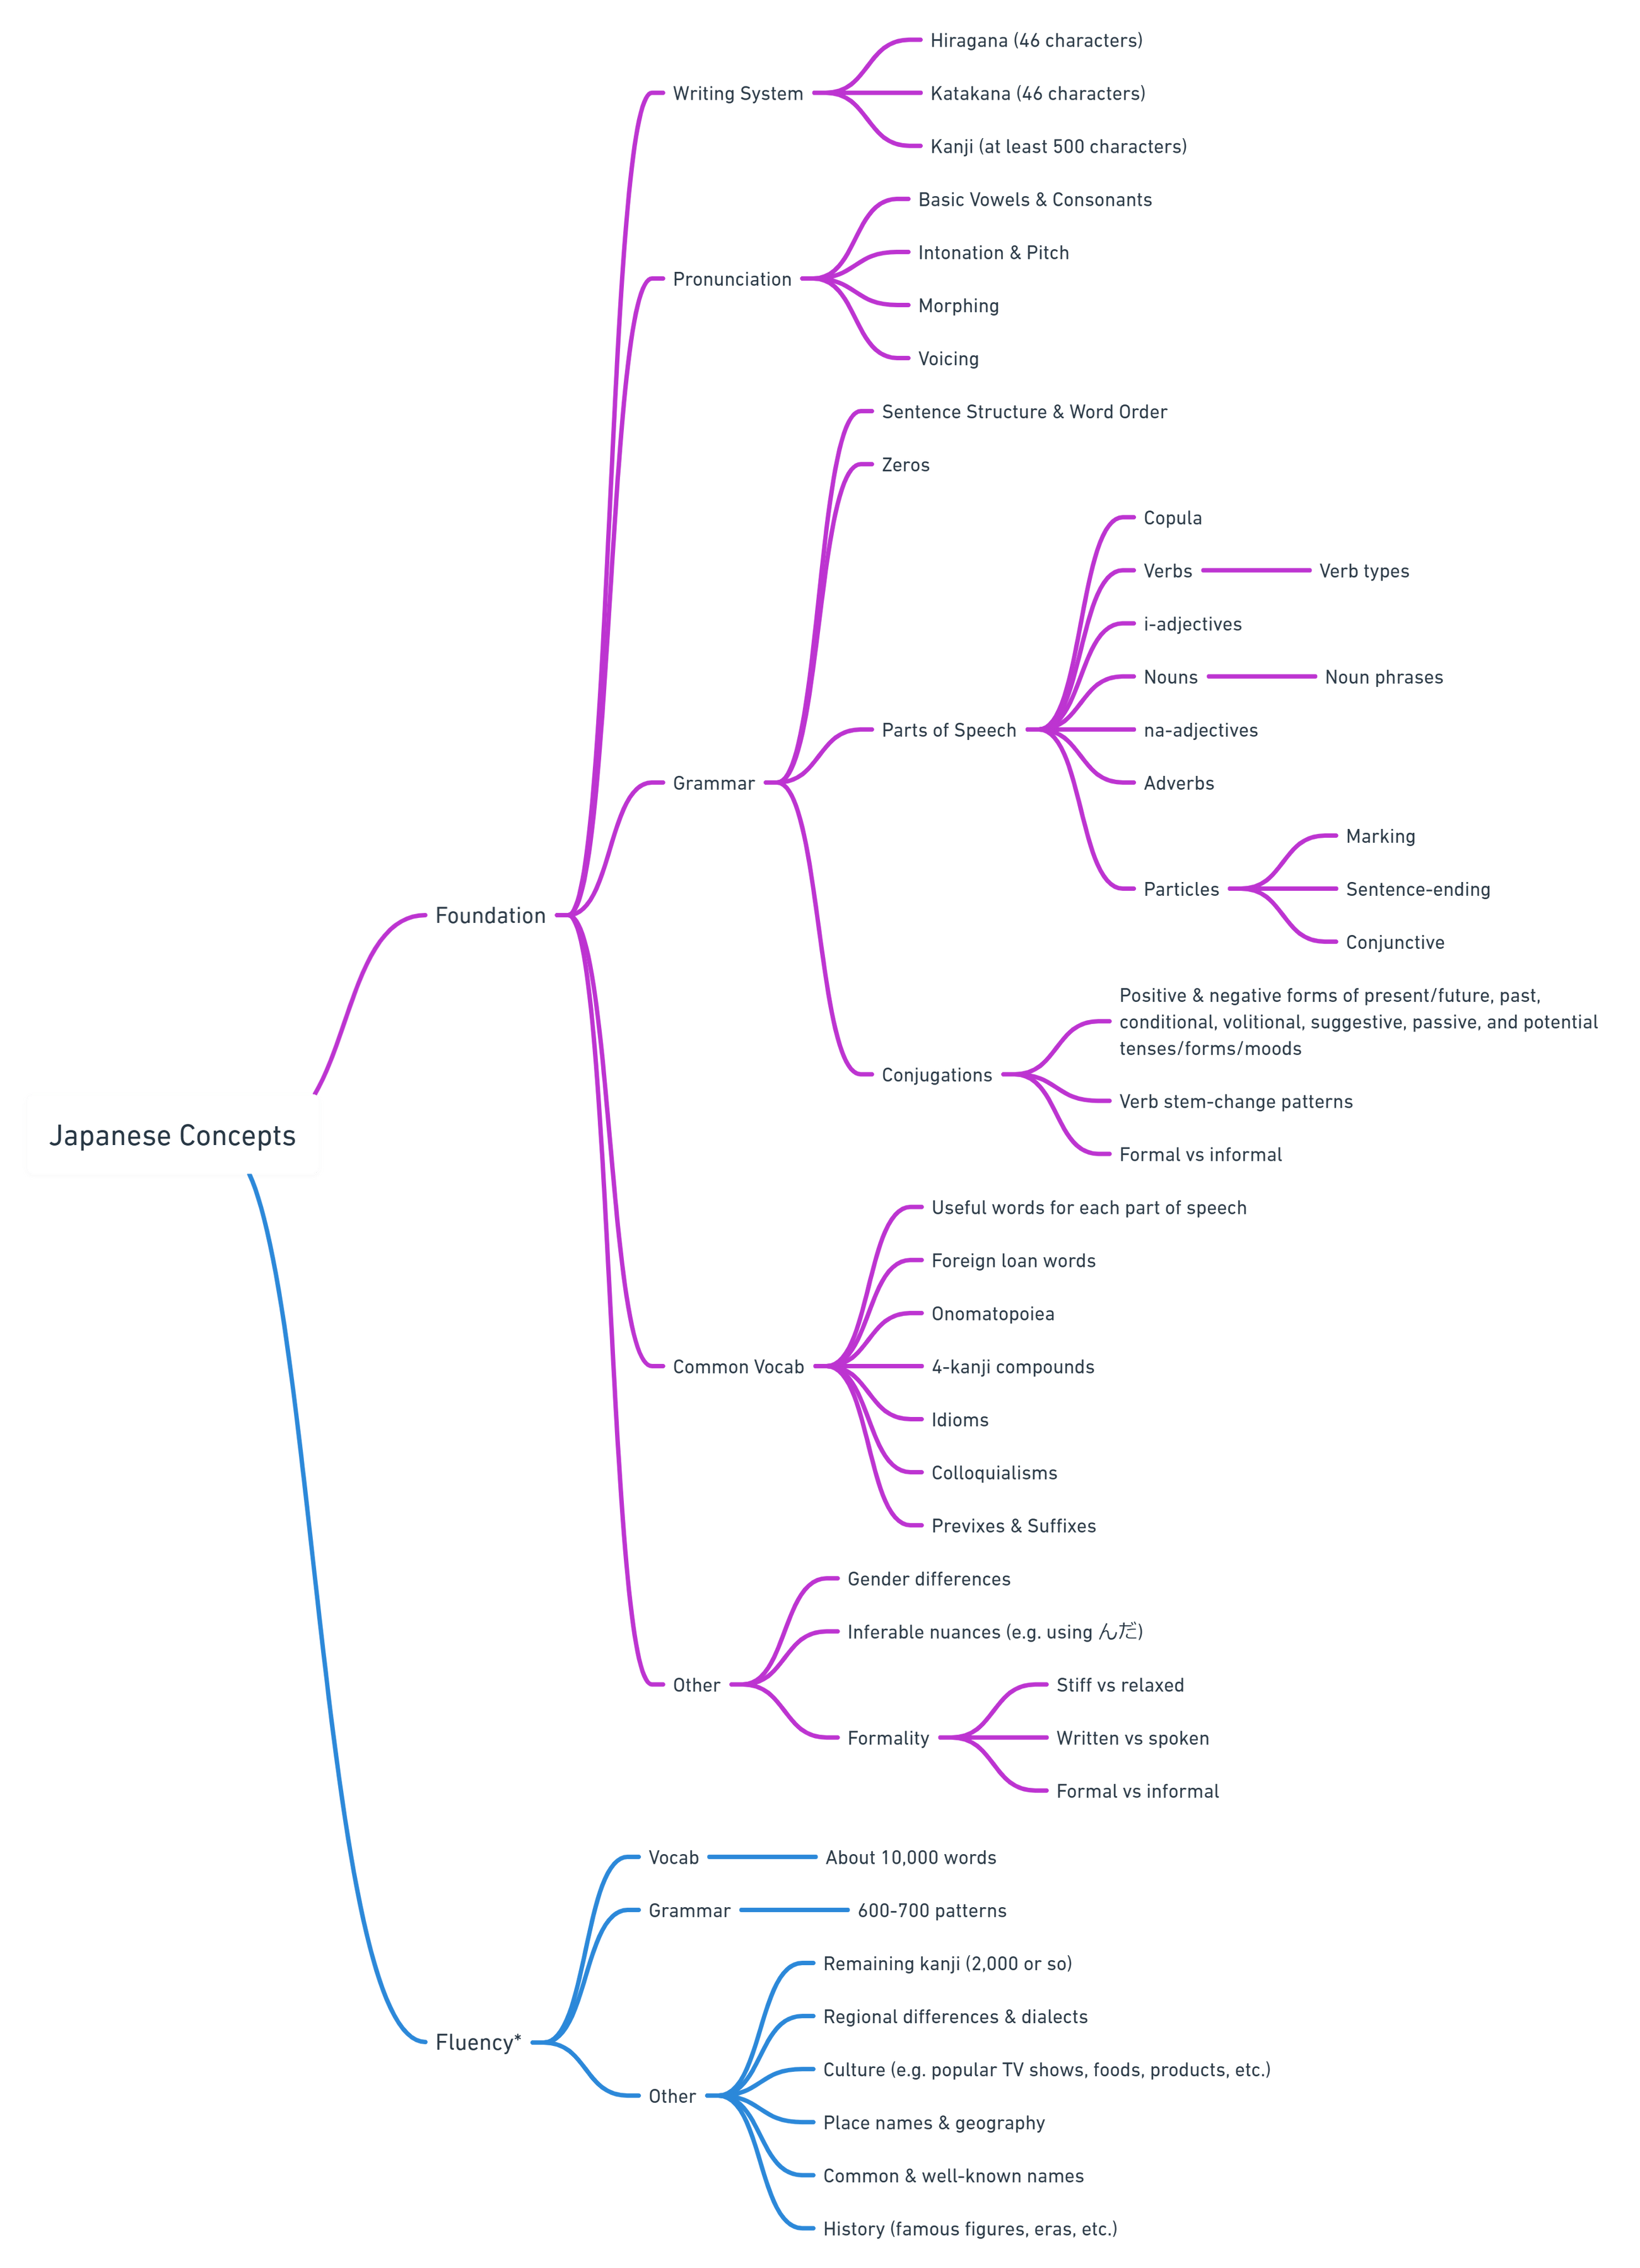 Japanese Concepts
Foundation
Writing System
Hiragana (46 characters)
Katakana (46 characters)
Kanji (at least 500 characters)
Pronunciation
Basic Vowels & Consonants
Intonation & Pitch
Morphing
Voicing
Grammar
Sentence Structure & Word Order
Zeros
Parts of Speech
Copula
Verbs
Verb types
i-adjectives
Nouns
Noun phrases
na-adjectives
Adverbs
Particles
Marking
Sentence-ending
Conjunctive
Conjugations
Positive & negative forms of present/future, past,
conditional, volitional, suggestive, passive, and potential
tenses/forms/moods
Verb stem-change patterns
Formal vs informal
Common Vocab
Useful words for each part of speech
Foreign loan words
Onomatopoiea
4-kanji compounds
Idioms
Colloquialisms
Previxes & Suffixes
Other
Gender differences
Inferable nuances (e.g. using んだ)
Formality
Stiff vs relaxed
Written vs spoken
Formal vs informal
Fluency*
Vocab
About 10,000 words
Grammar
600-700 patterns
Other
Remaining kanji (2,000 or so)
Regional differences & dialects
Culture (e.g. popular TV shows, foods, products, etc.)
Place names & geography
Common & well-known names
History (famous figures, eras, etc.)